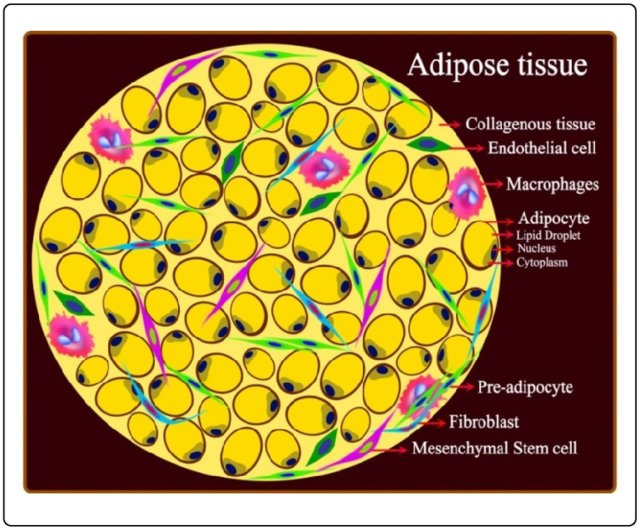 Adipose tissue
Collagenous tissue
Endothelial cell
Macrophages
Adipocyte
Lipid Droplet
Nucleus
Cytoplasm
Pre-adipocyte
Fibroblast
Mesenchymal Stem cell